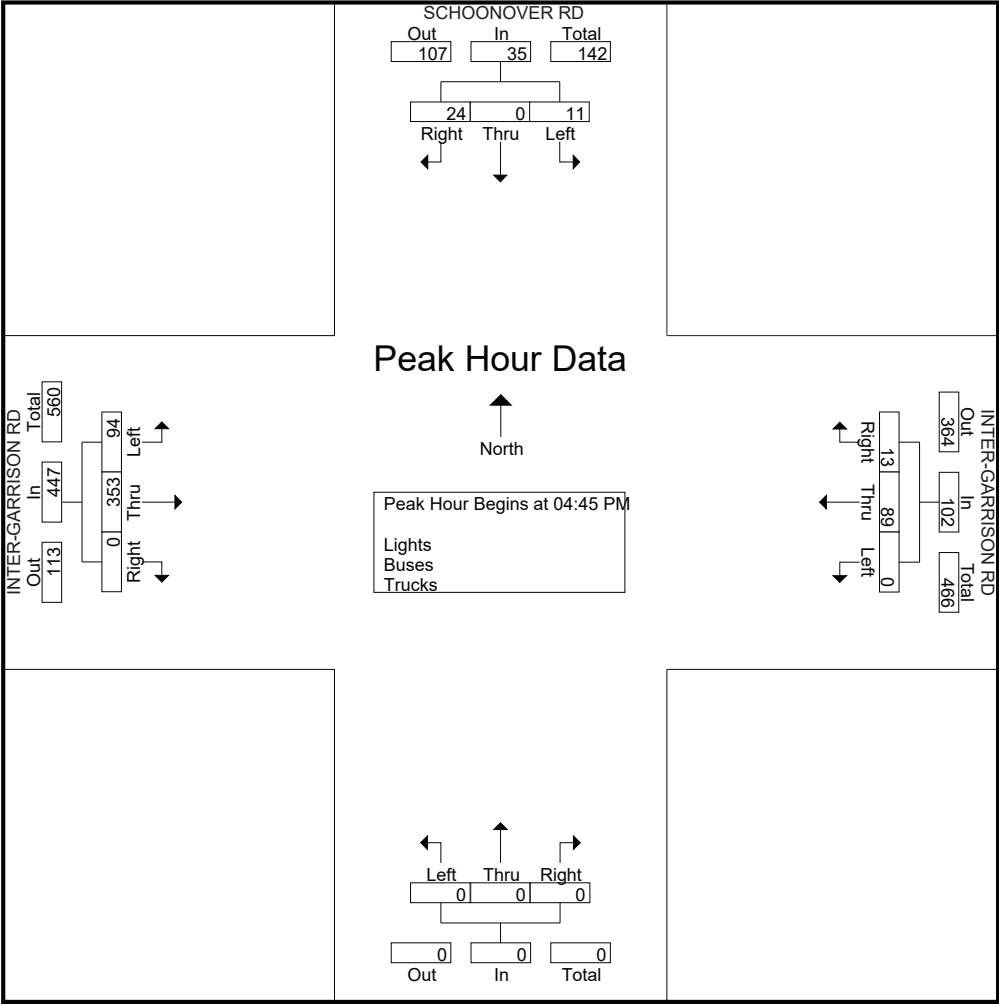 SCHOONOVER RD
Out In Total
107 35 142
24 0 11
Right Thru Left
Peak Hour Data
North
Peak Hour Begins at 04:45 PM
Lights
Buses
Trucks
INTER-GARRISON RD
Out In Total
113 447 560
0 353 94
Right Thru Left
INTER-GARRISON RD
Out In Total
364 102 466
13 89 0
Right Thru Left
Left Thru Right
0 0 0
0 0 0
Out In Total